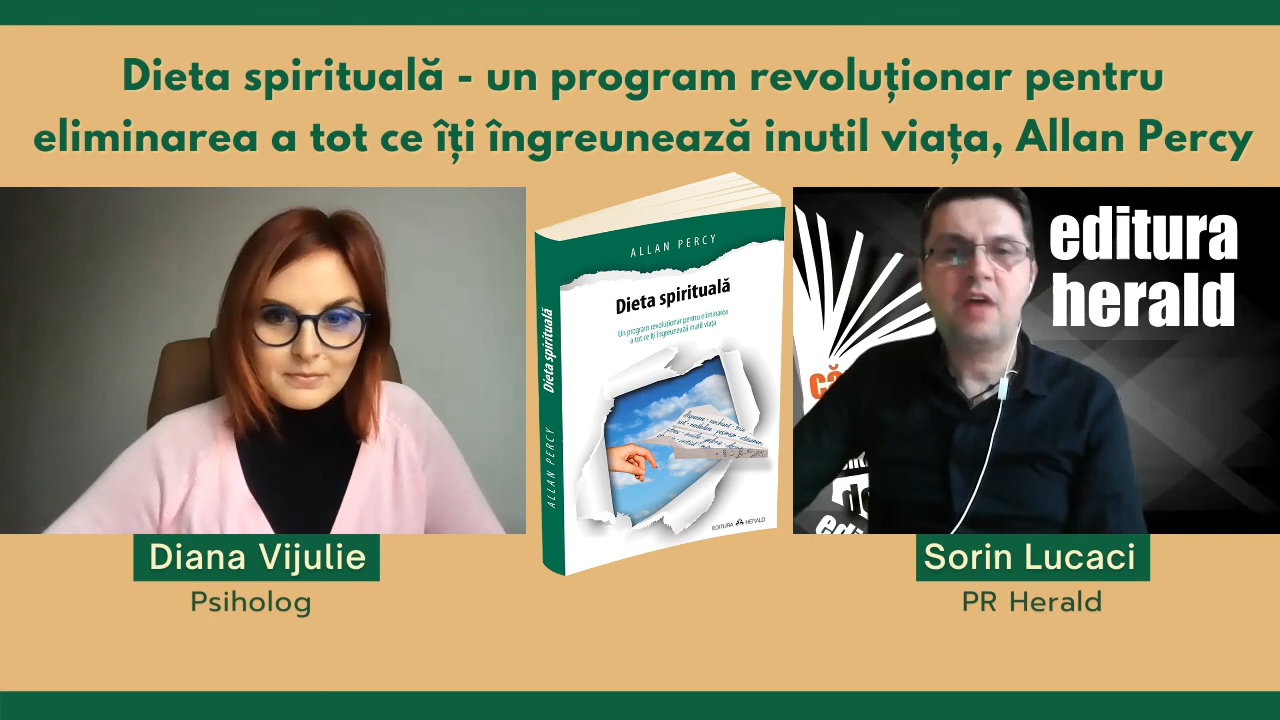 Dieta spirituală - un program revoluționar pentru
eliminarea a tot ce îți îngreunează inutil viața, Allan Percy
ALLAN PERCY
Dieta spirituală
Un program revoluționar pentru eliminarea
a tot ce îți îngreunează inutil viața
EDITURA HERALD
Dieta spirituală
ALLAN PERCY
editura
herald
Diana Vijulie
Psiholog
Sorin Lucaci
PR Herald